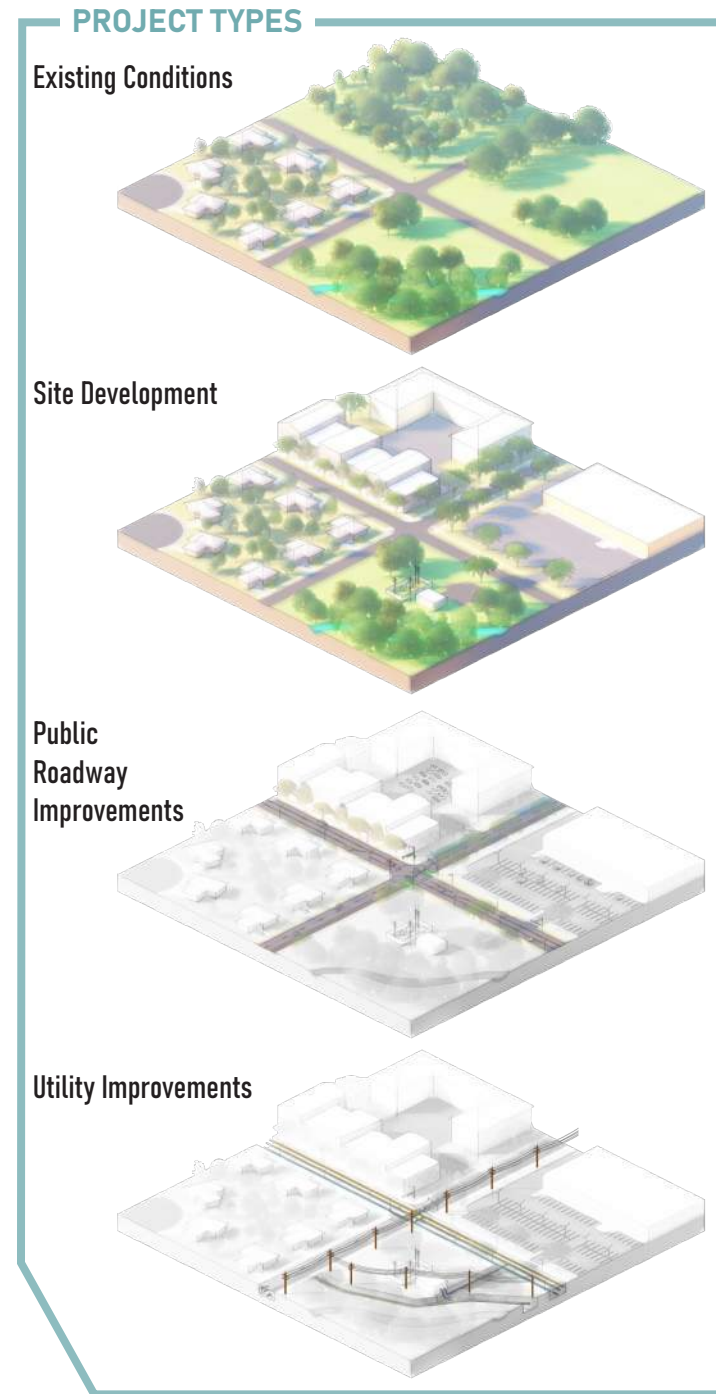 PROJECT TYPES
Existing Conditions
Site Development
Public
Roadway
Improvements
Utility Improvements